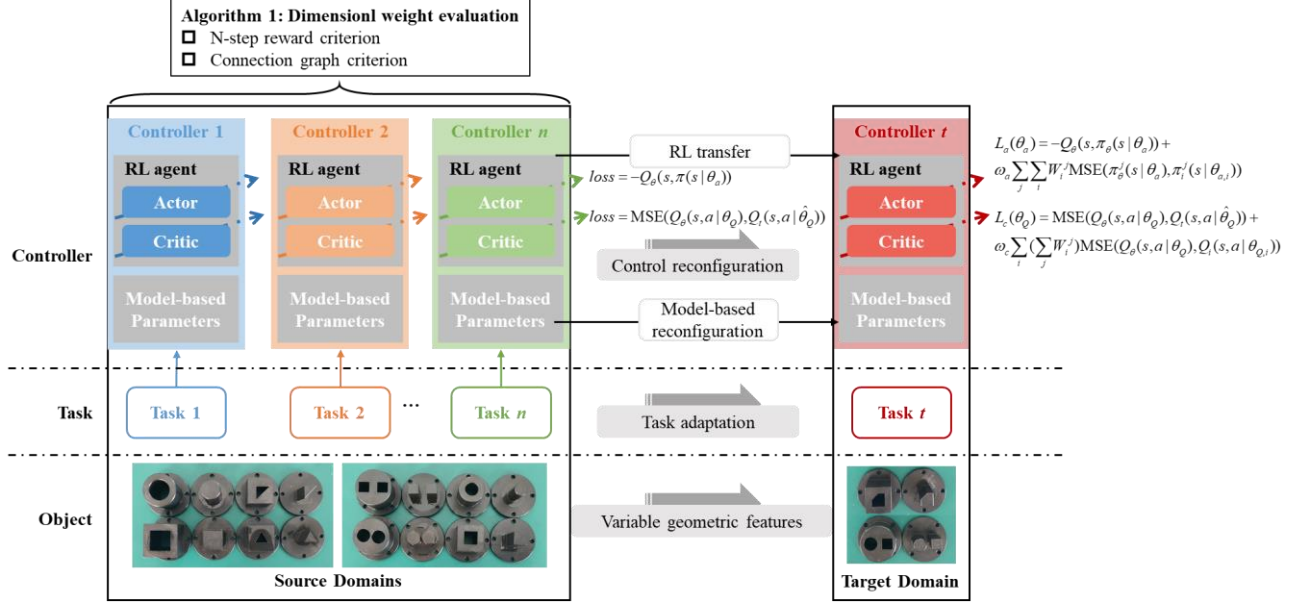 Algorithm 1: Dimensionl weight evaluation
N-step reward criterion
Connection graph criterion
Controller 1
Controller 2
Controller n
Controller t
RL agent
RL agent
RL agent
RL agent
Actor
Actor
Actor
Actor
Critic
Critic
Critic
Critic
Model-based
Parameters
Model-based
Parameters
Model-based
Parameters
Model-based
Parameters
RL transfer
loss = −Q_θ(s, π(s | θ_a))
loss = MSE(Q_θ(s, a | θ_Q), Q_t(s, a | θ̂_Q))
Control reconfiguration
Model-based
reconfiguration
L_a(θ_a) = −Q_θ(s, π_θ(s | θ_a)) +
ω_a ∑_j ∑_i W_i^J MSE(π_θ^J(s | θ_a), π_i^J(s | θ_{a,i}))
L_c(θ_Q) = MSE(Q_θ(s, a | θ_Q), Q_t(s, a | θ̂_Q)) +
ω_c ∑_i (∑_j W_i^J) MSE(Q_θ(s, a | θ_Q), Q_i(s, a | θ_{Q,i}))
Controller
Task
Task 1
Task 2
...
Task n
Task adaptation
Task t
Object
Variable geometric features
Source Domains
Target Domain